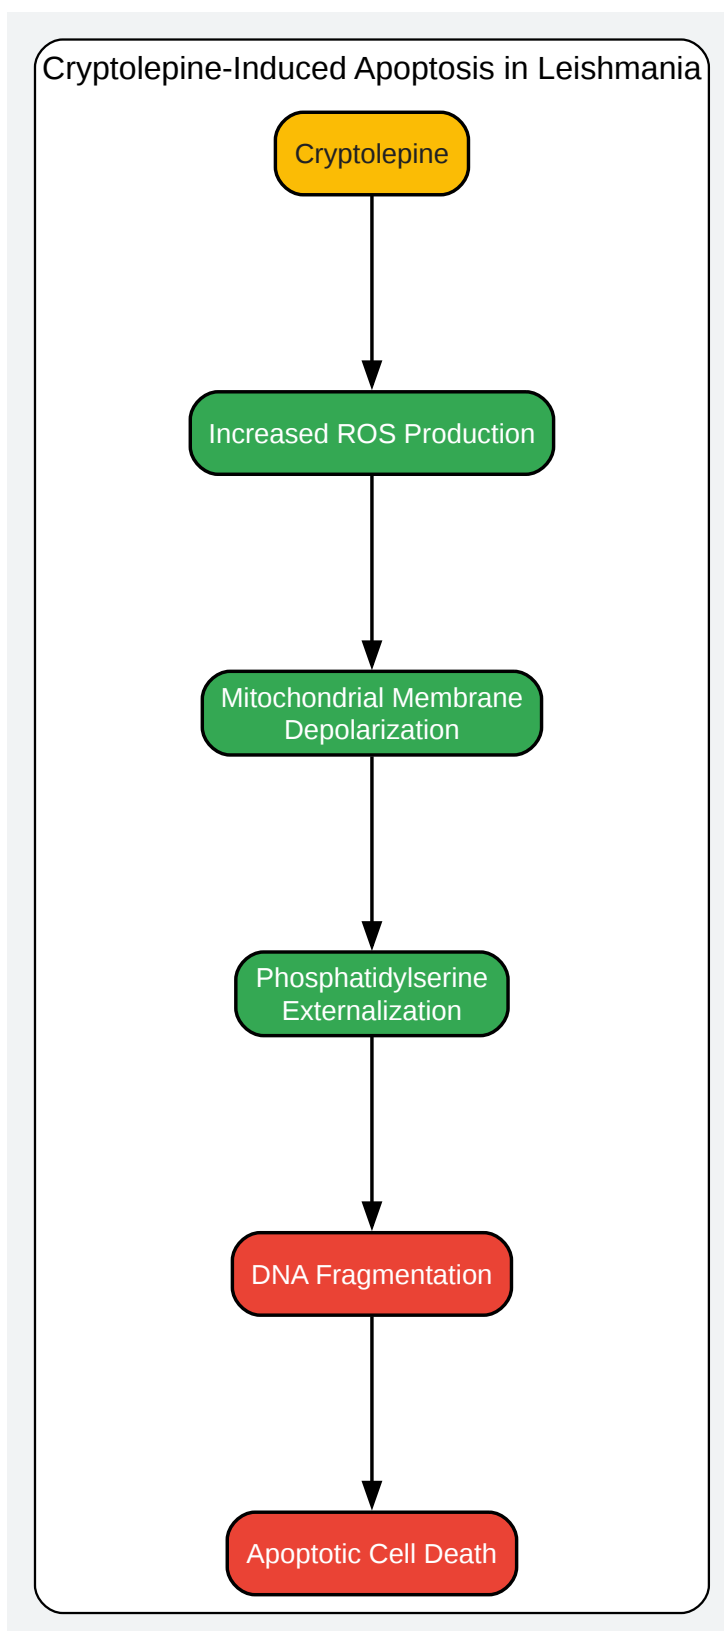 Cryptolepine-Induced Apoptosis in Leishmania
Cryptolepine
Increased ROS Production
Mitochondrial Membrane
Depolarization
Phosphatidylserine
Externalization
DNA Fragmentation
Apoptotic Cell Death